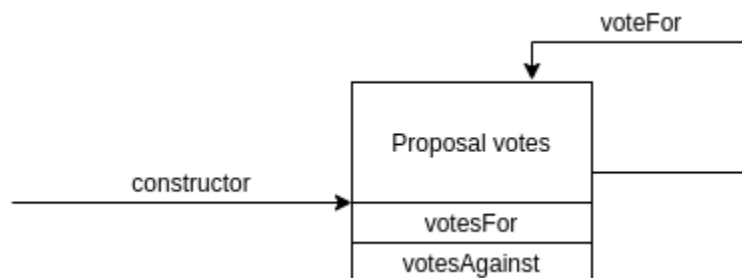 voteFor
Proposal votes
constructor
votesFor
votesAgainst